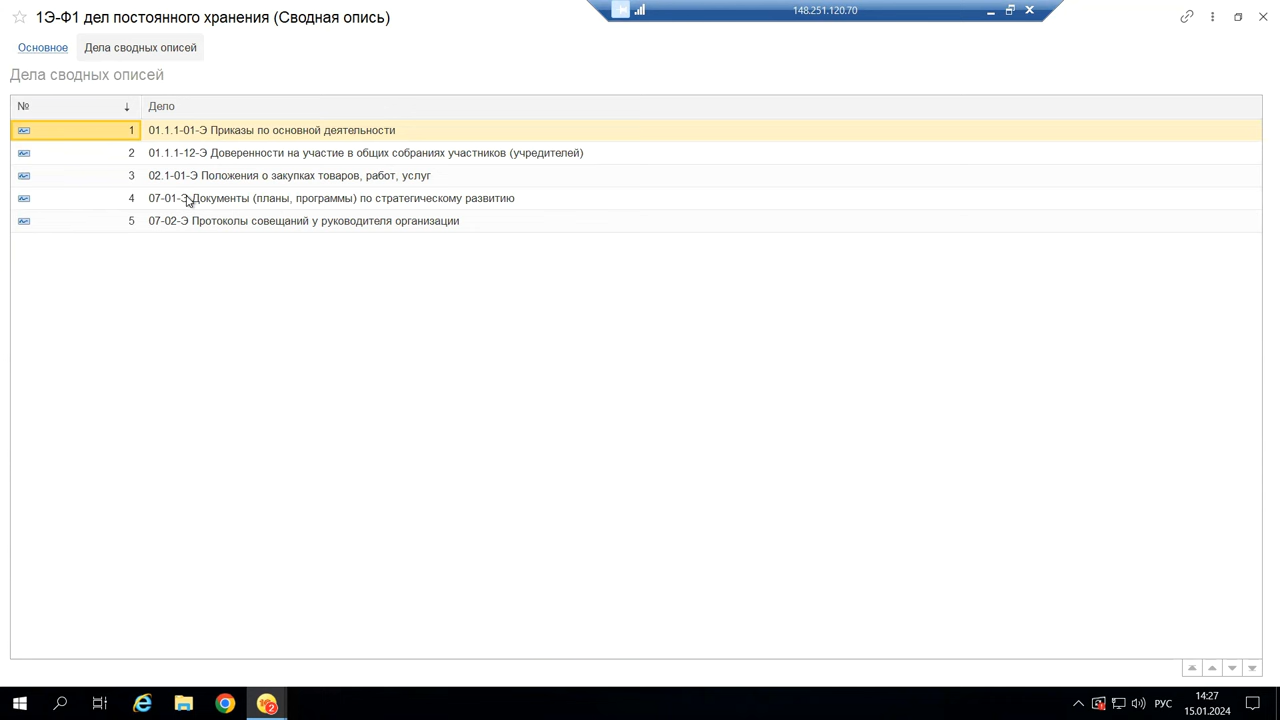 1Э-Ф1 дел постоянного хранения (Сводная опись)
148.251.120.70
Основное
Дела сводных описей
Дела сводных описей
№ ↓ Дело
1 01.1.1-01-Э Приказы по основной деятельности
2 01.1.1-12-Э Доверенности на участие в общих собраниях участников (учредителей)
3 02.1-01-Э Положения о закупках товаров, работ, услуг
4 07-01-Э Документы (планы, программы) по стратегическому развитию
5 07-02-Э Протоколы совещаний у руководителя организации
2
РУС
14:27
15.01.2024